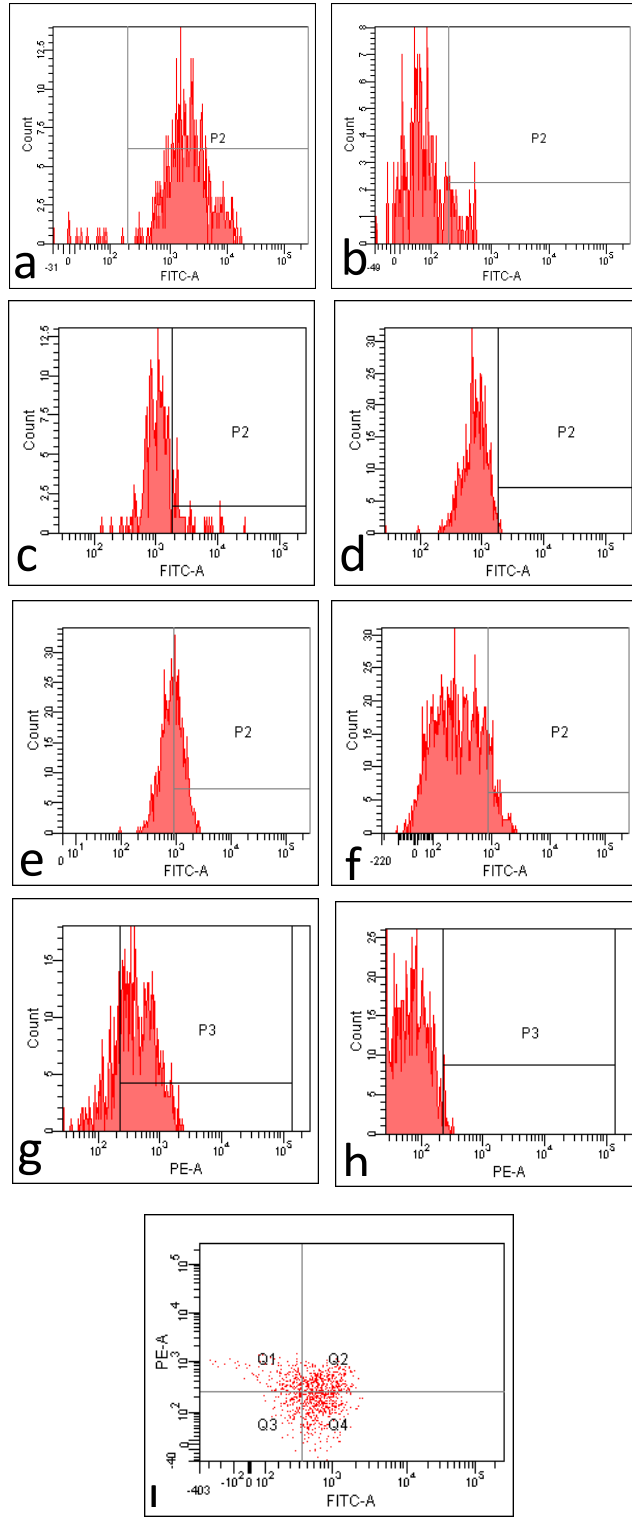 12.5
10
7.5
5
2.5
0
Count
P2
-31 0 10² 10³ 10⁴ 10⁵
FITC-A
a
8
7
6
5
4
3
2
1
0
Count
P2
-49 0 10² 10³ 10⁴ 10⁵
FITC-A
b
12.5
10
7.5
5
2.5
0
Count
P2
10² 10³ 10⁴ 10⁵
FITC-A
c
30
25
20
15
10
5
0
Count
P2
10² 10³ 10⁴ 10⁵
FITC-A
d
30
25
20
15
10
5
0
Count
P2
0 10¹ 10² 10³ 10⁴ 10⁵
FITC-A
e
30
25
20
15
10
5
0
Count
P2
-220 0 10² 10³ 10⁴ 10⁵
FITC-A
f
15
10
5
0
Count
P3
10² 10³ 10⁴ 10⁵
PE-A
g
25
20
15
10
5
0
Count
P3
10² 10³ 10⁴ 10⁵
PE-A
h
10⁵
10⁴
10³
10²
0
-40
PE-A
Q1 Q2
Q3 Q4
-403 -10² 0 10² 10³ 10⁴ 10⁵
FITC-A
I